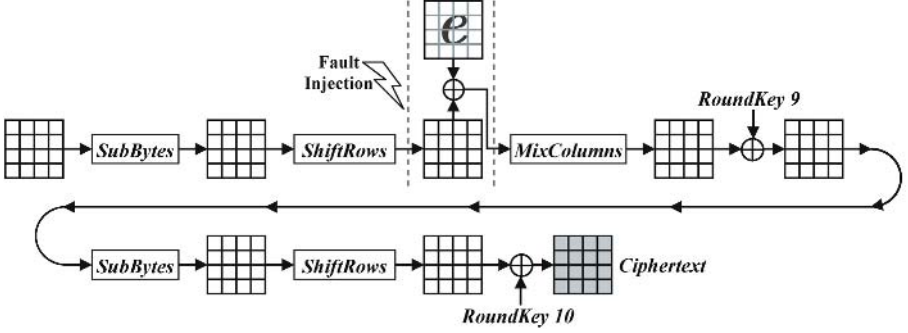 e
Fault
Injection
RoundKey 9
SubBytes
ShiftRows
MixColumns
SubBytes
ShiftRows
Ciphertext
RoundKey 10